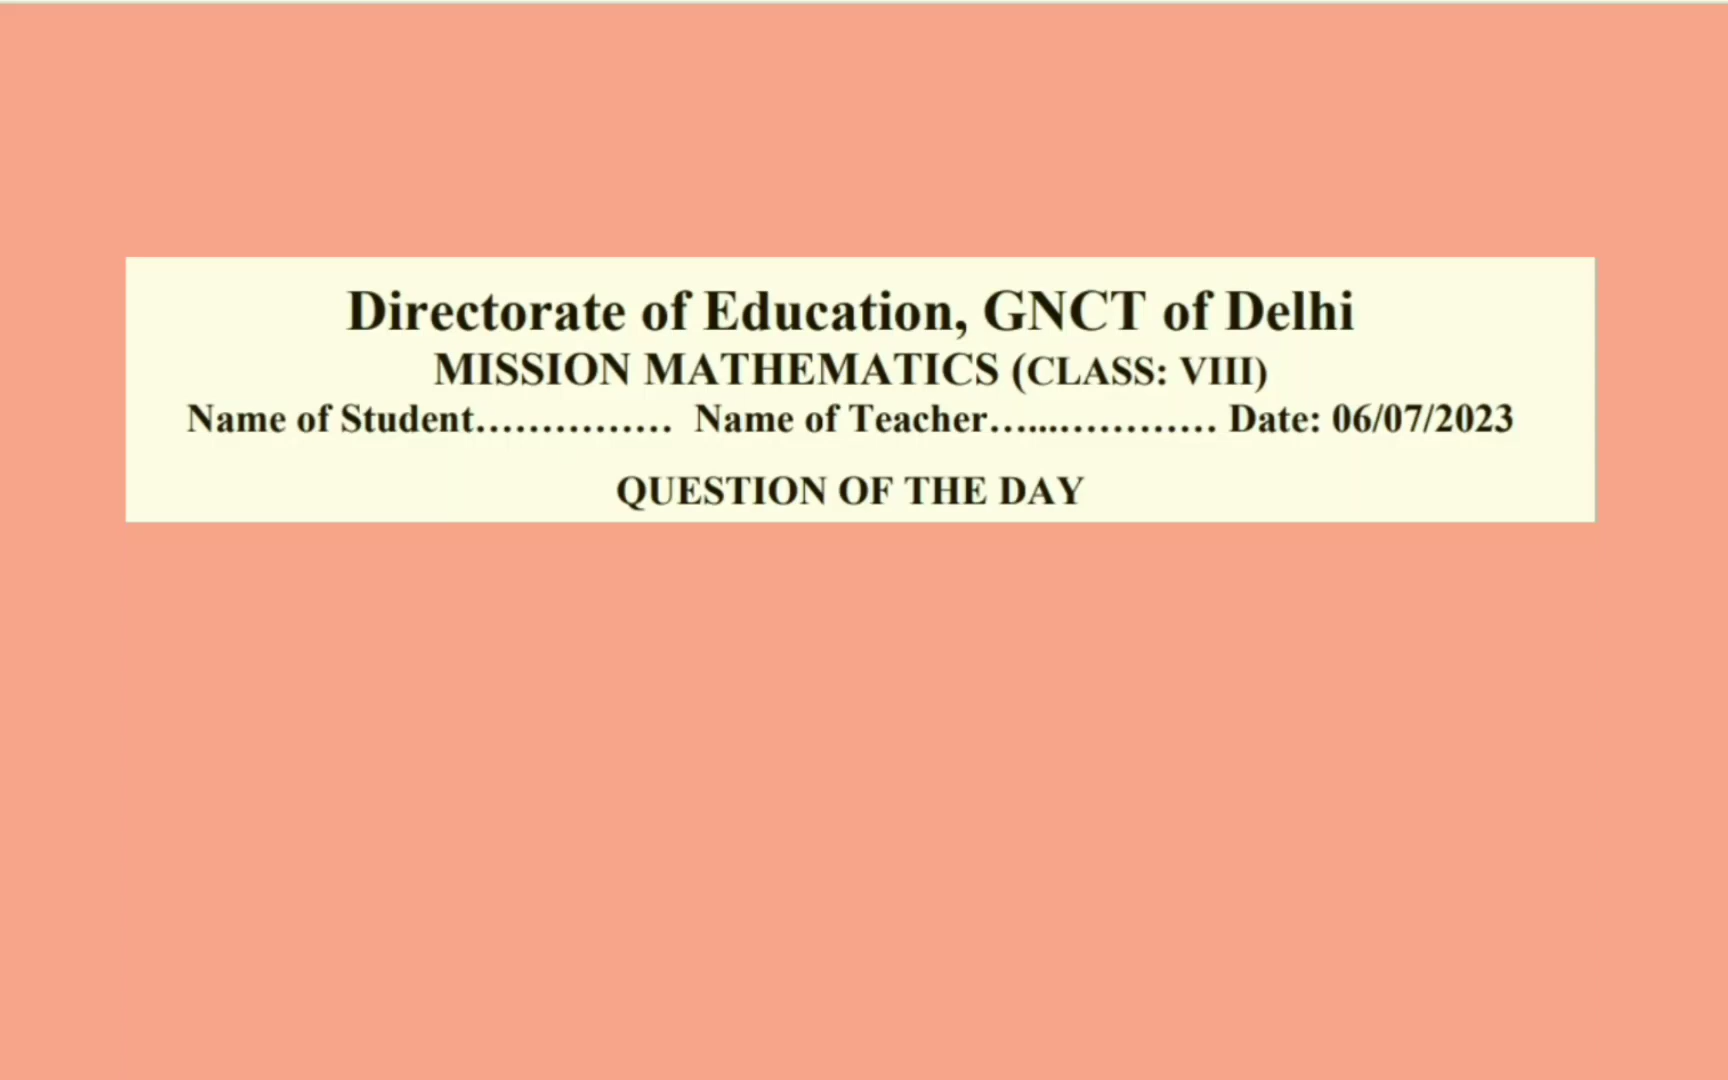 Directorate of Education, GNCT of Delhi
MISSION MATHEMATICS (CLASS: VIII)
Name of Student…………… Name of Teacher…...………… Date: 06/07/2023
QUESTION OF THE DAY